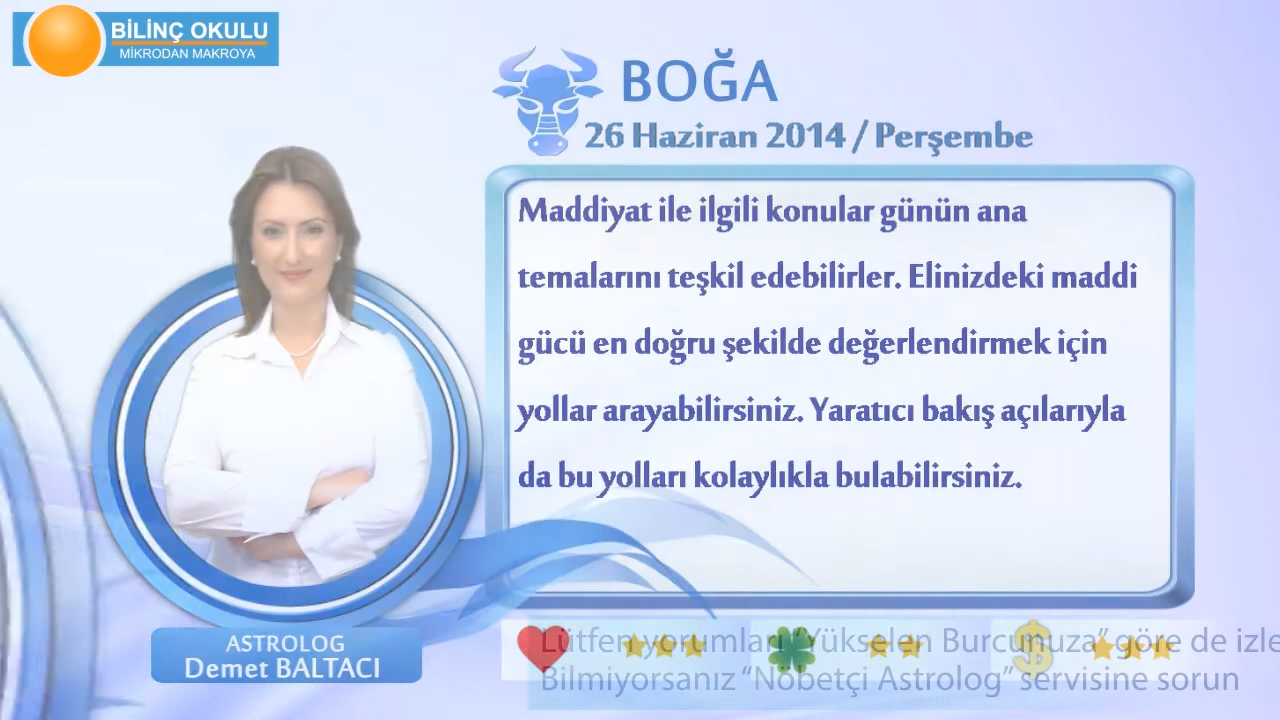 BİLİNÇ OKULU
MİKRODAN MAKROYA
BOĞA
26 Haziran 2014 / Perşembe
Maddiyat ile ilgili konular günün ana
temalarını teşkil edebilirler. Elinizdeki maddi
gücü en doğru şekilde değerlendirmek için
yollar arayabilirsiniz. Yaratıcı bakış açılarıyla
da bu yolları kolaylıkla bulabilirsiniz.
ASTROLOG
Demet BALTACI
Lütfen yorumları “Yükselen Burcunuza” göre de izle
Bilmiyorsanız “Nöbetçi Astrolog” servisine sorun